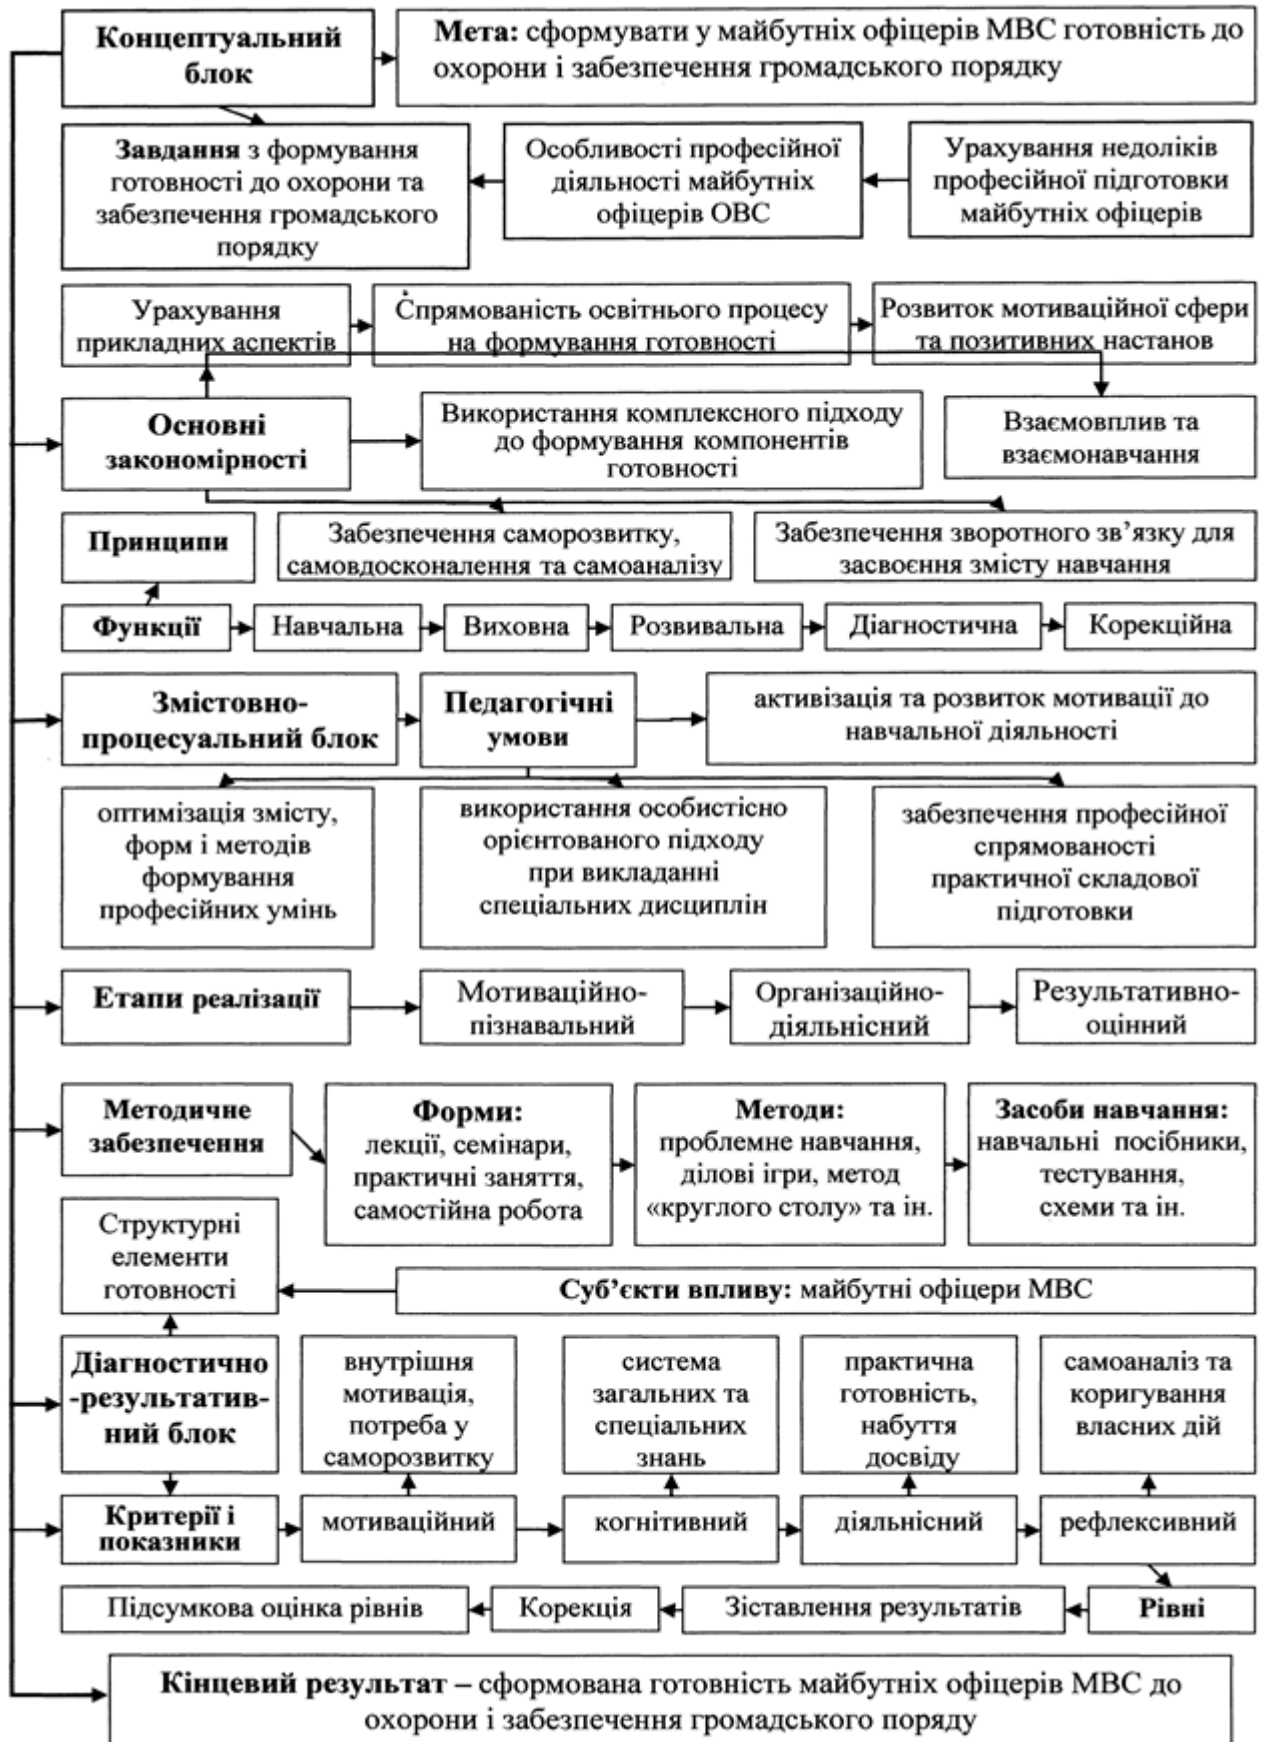 Концептуальний
блок
Мета: сформувати у майбутніх офіцерів МВС готовність до
охорони і забезпечення громадського порядку
Завдання з формування
готовності до охорони та
забезпечення громадського
порядку
Особливості професійної
діяльності майбутніх
офіцерів ОВС
Урахування недоліків
професійної підготовки
майбутніх офіцерів
Урахування
прикладних аспектів
Спрямованість освітнього процесу
на формування готовності
Розвиток мотиваційної сфери
та позитивних настанов
Основні
закономірності
Використання комплексного підходу
до формування компонентів
готовності
Взаємовплив та
взаємонавчання
Принципи
Забезпечення саморозвитку,
самовдосконалення та самоаналізу
Забезпечення зворотного зв’язку для
засвоєння змісту навчання
Функції
Навчальна
Виховна
Розвивальна
Діагностична
Корекційна
Змістовно-
процесуальний блок
Педагогічні
умови
активізація та розвиток мотивації до
навчальної діяльності
оптимізація змісту,
форм і методів
формування
професійних умінь
використання особистісно
орієнтованого підходу
при викладанні
спеціальних дисциплін
забезпечення професійної
спрямованості
практичної складової
підготовки
Етапи реалізації
Мотиваційно-
пізнавальний
Організаційно-
діяльнісний
Результативно-
оцінний
Методичне
забезпечення
Форми:
лекції, семінари,
практичні заняття,
самостійна робота
Методи:
проблемне навчання,
ділові ігри, метод
«круглого столу» та ін.
Засоби навчання:
навчальні посібники,
тестування,
схеми та ін.
Структурні
елементи
готовності
Суб’єкти впливу: майбутні офіцери МВС
Діагностично
-результатив-
ний блок
внутрішня
мотивація,
потреба у
саморозвитку
система
загальних та
спеціальних
знань
практична
готовність,
набуття
досвіду
самоаналіз та
коригування
власних дій
Критерії і
показники
мотиваційний
когнітивний
діяльнісний
рефлексивний
Підсумкова оцінка рівнів
Корекція
Зіставлення результатів
Рівні
Кінцевий результат – сформована готовність майбутніх офіцерів МВС до
охорони і забезпечення громадського поряду